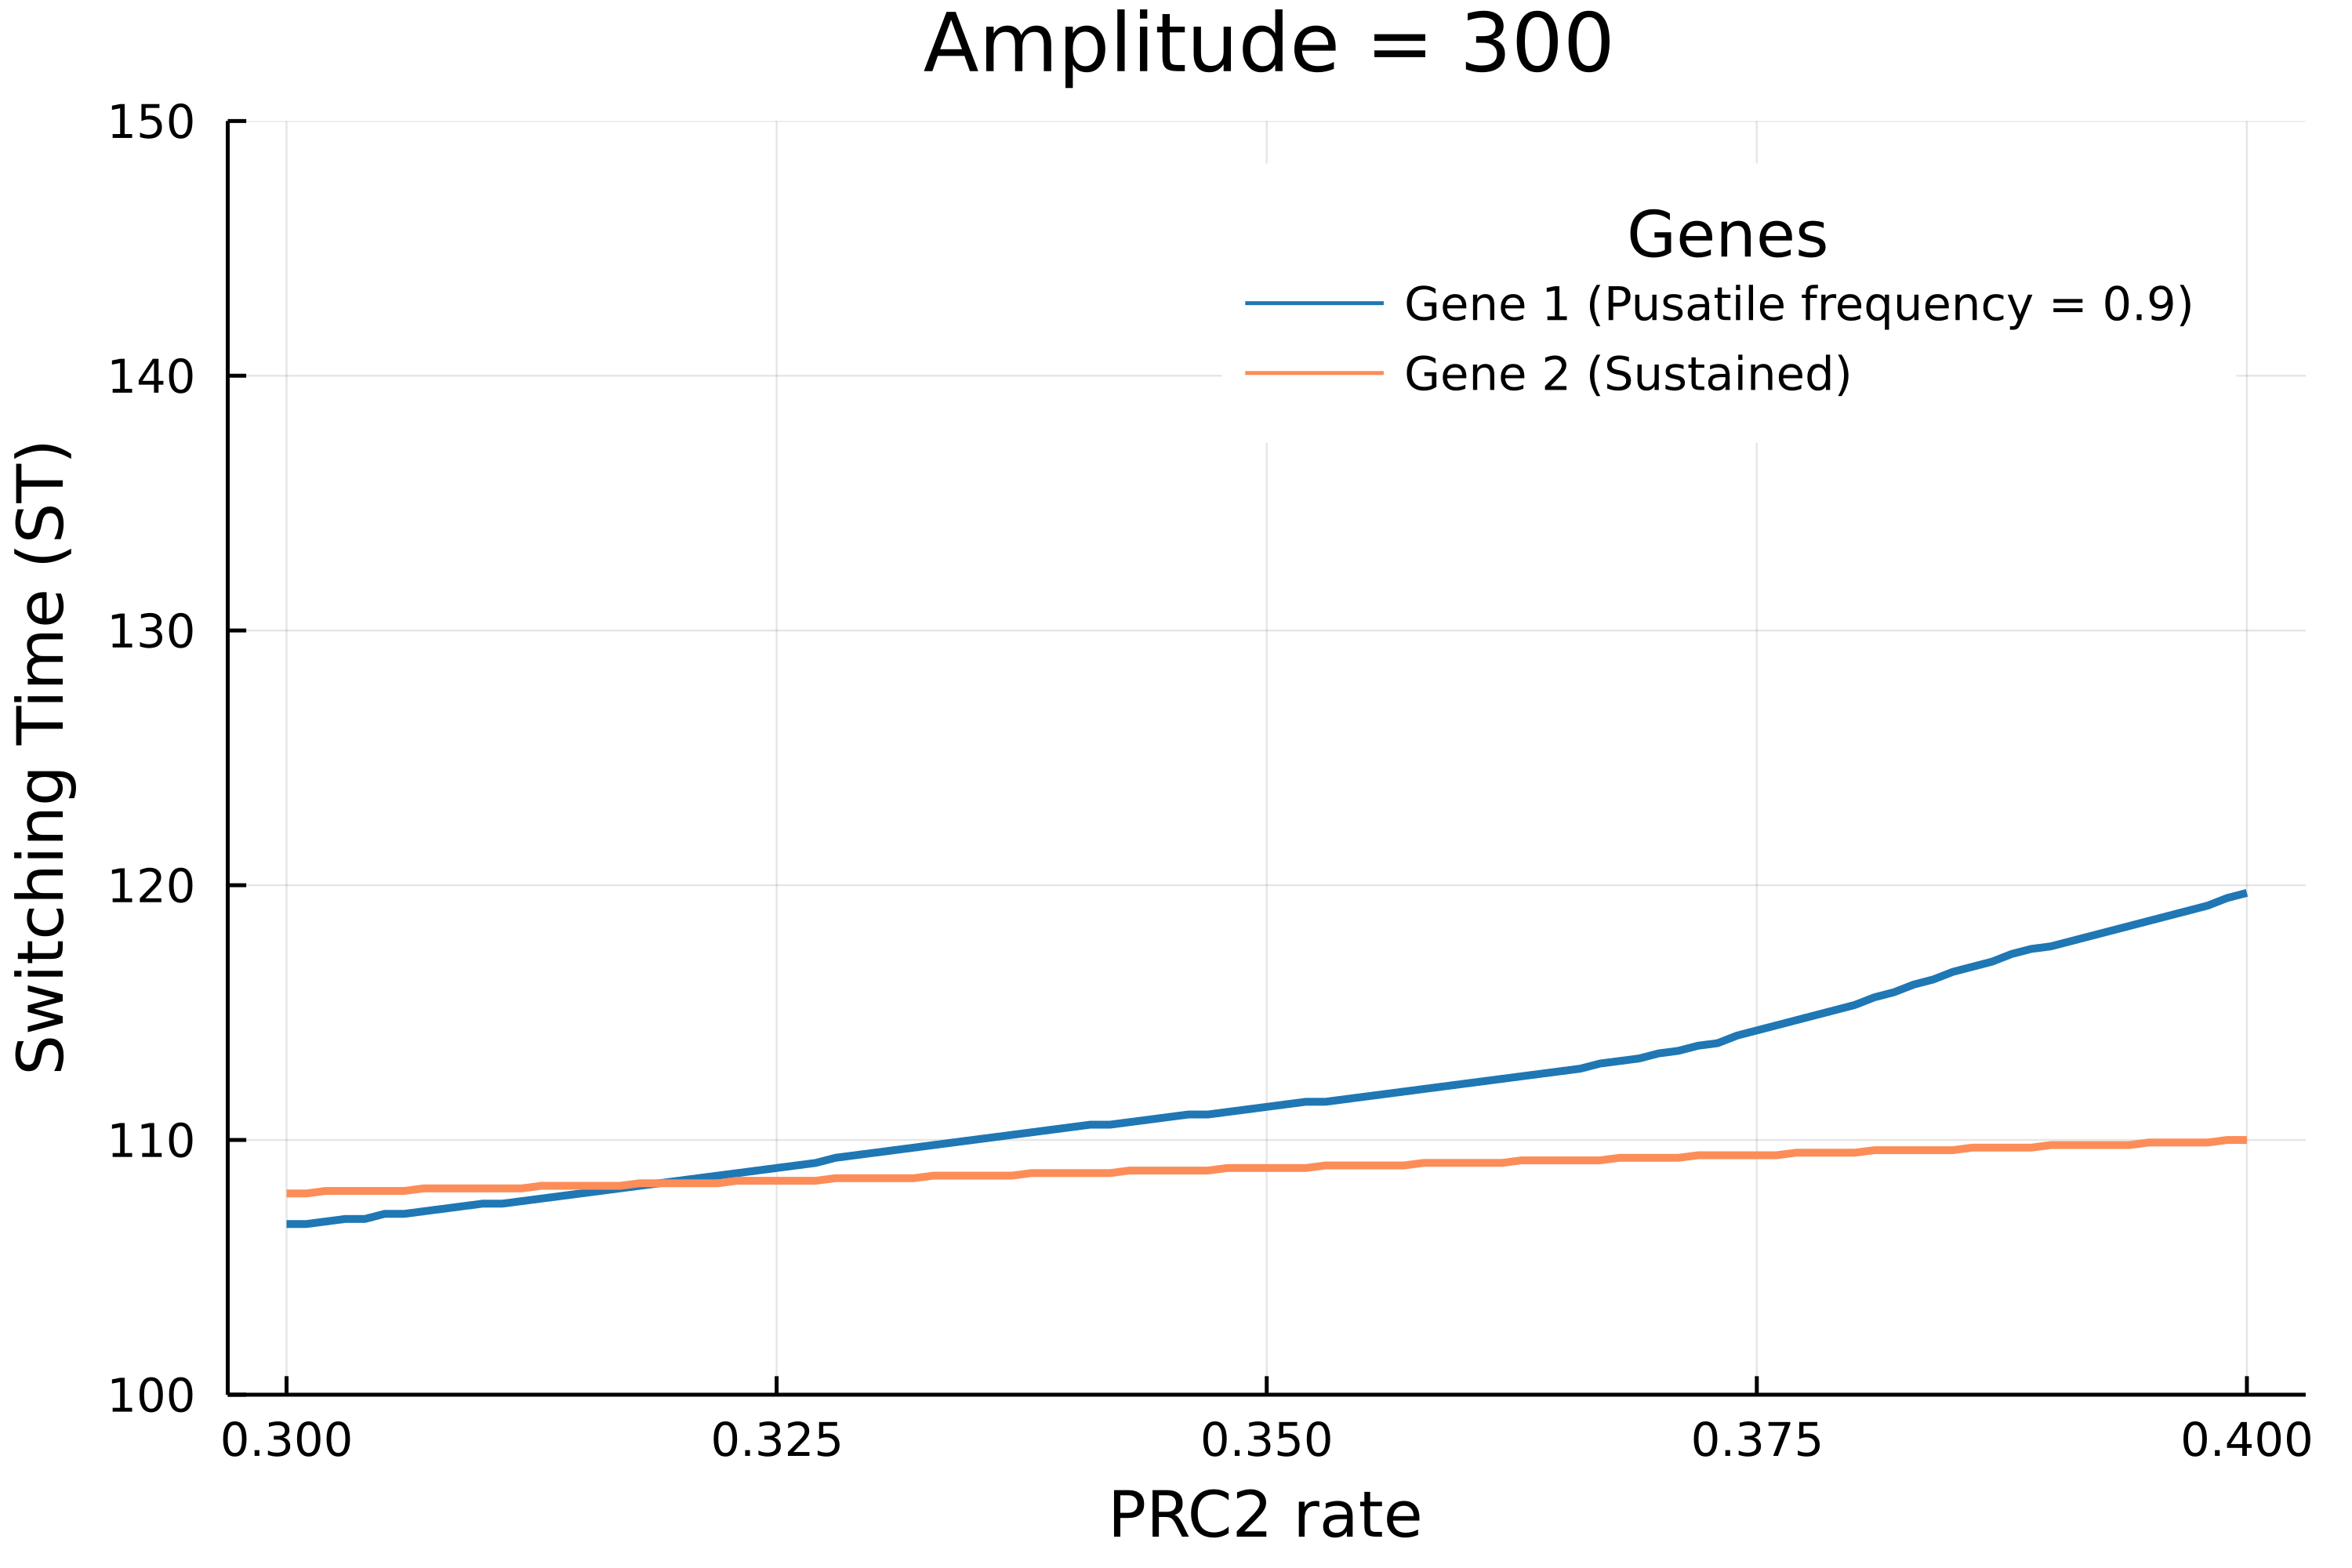 Amplitude = 300
150
140
130
120
110
100
Switching Time (ST)
Genes
Gene 1 (Pusatile frequency = 0.9)
Gene 2 (Sustained)
0.300
0.325
0.350
0.375
0.400
PRC2 rate